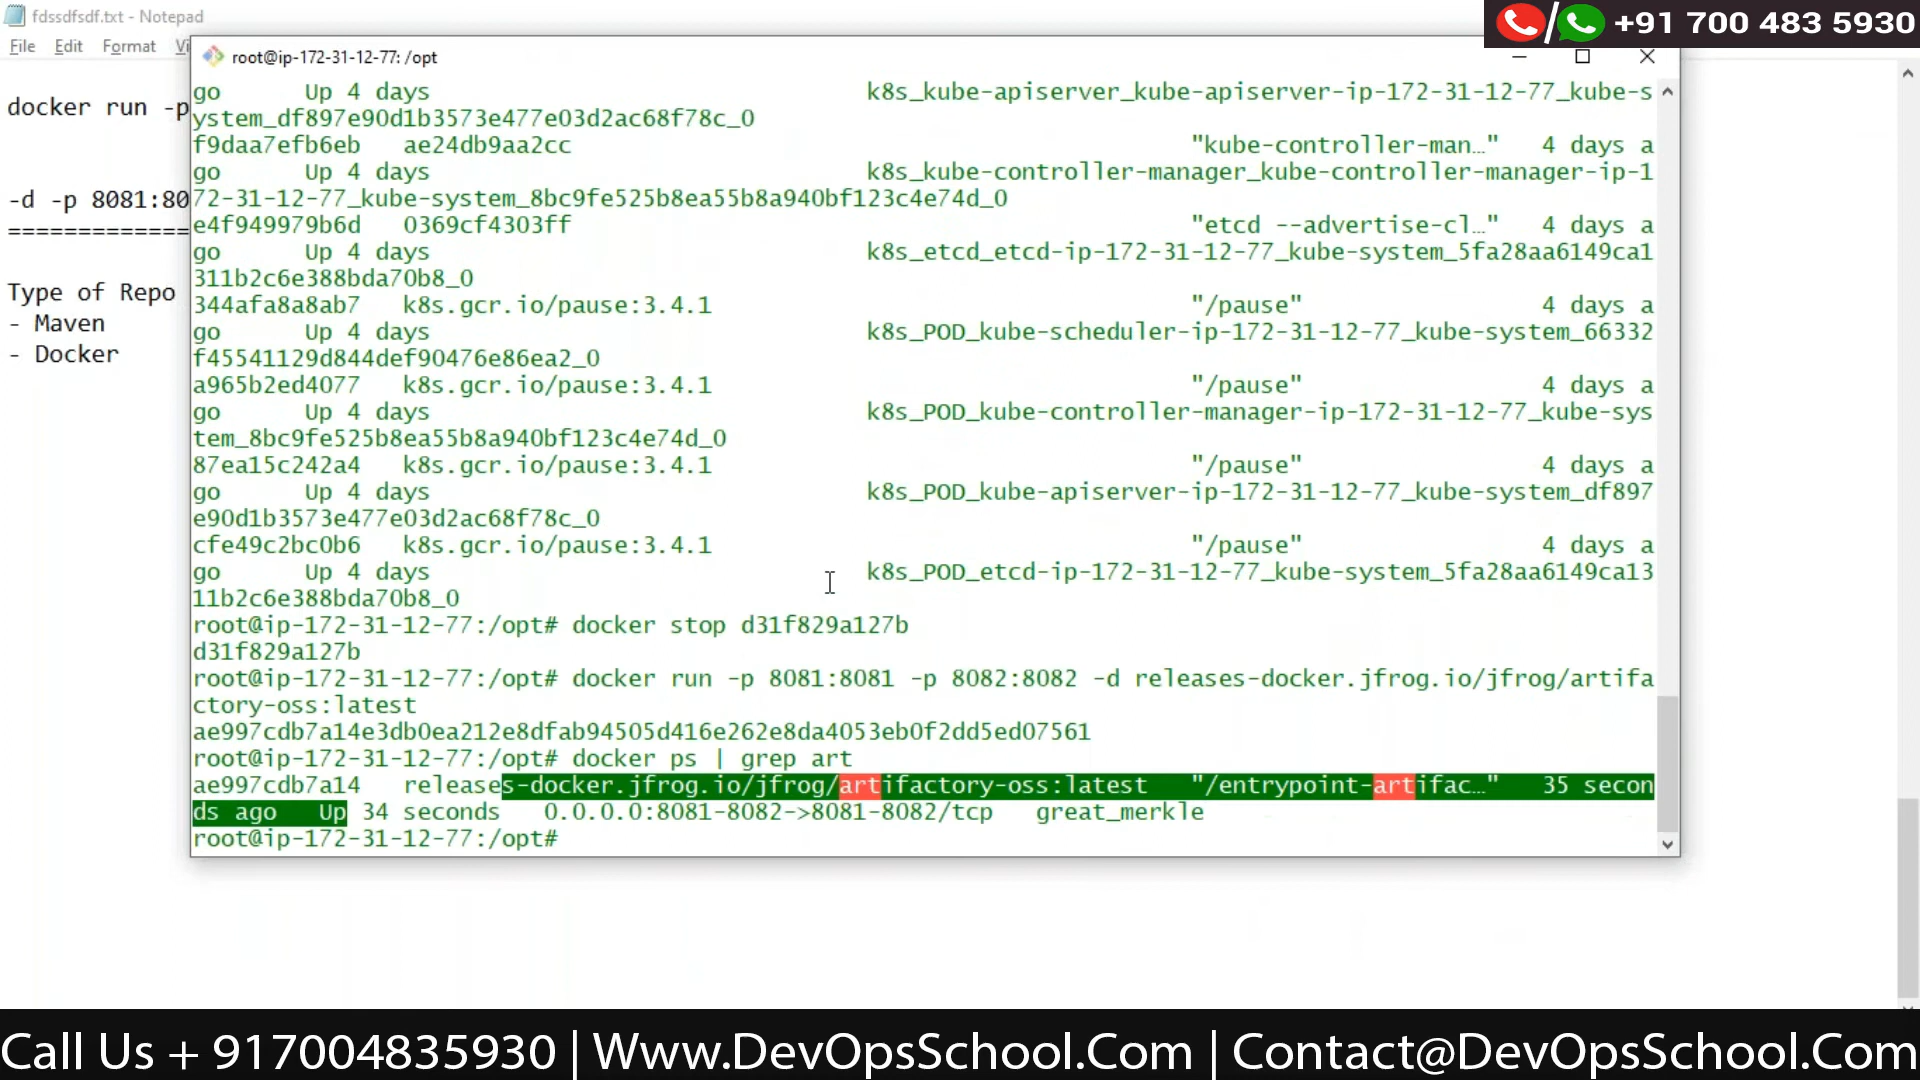 fdssdfsdf.txt - Notepad
+91 700 483 5930
File Edit Format Vi
root@ip-172-31-12-77: /opt
docker run -p
-d -p 8081:80
=============
Type of Repo
- Maven
- Docker
go Up 4 days k8s_kube-apiserver_kube-apiserver-ip-172-31-12-77_kube-s
ystem_df897e90d1b3573e477e03d2ac68f78c_0
f9daa7efb6eb ae24db9aa2cc "kube-controller-man…" 4 days a
go Up 4 days k8s_kube-controller-manager_kube-controller-manager-ip-1
72-31-12-77_kube-system_8bc9fe525b8ea55b8a940bf123c4e74d_0
e4f949979b6d 0369cf4303ff "etcd --advertise-cl…" 4 days a
go Up 4 days k8s_etcd_etcd-ip-172-31-12-77_kube-system_5fa28aa6149ca1
311b2c6e388bda70b8_0
344afa8a8ab7 k8s.gcr.io/pause:3.4.1 "/pause" 4 days a
go Up 4 days k8s_POD_kube-scheduler-ip-172-31-12-77_kube-system_66332
f45541129d844def90476e86ea2_0
a965b2ed4077 k8s.gcr.io/pause:3.4.1 "/pause" 4 days a
go Up 4 days k8s_POD_kube-controller-manager-ip-172-31-12-77_kube-sys
tem_8bc9fe525b8ea55b8a940bf123c4e74d_0
87ea15c242a4 k8s.gcr.io/pause:3.4.1 "/pause" 4 days a
go Up 4 days k8s_POD_kube-apiserver-ip-172-31-12-77_kube-system_df897
e90d1b3573e477e03d2ac68f78c_0
cfe49c2bc0b6 k8s.gcr.io/pause:3.4.1 "/pause" 4 days a
go Up 4 days k8s_POD_etcd-ip-172-31-12-77_kube-system_5fa28aa6149ca13
11b2c6e388bda70b8_0
root@ip-172-31-12-77:/opt# docker stop d31f829a127b
d31f829a127b
root@ip-172-31-12-77:/opt# docker run -p 8081:8081 -p 8082:8082 -d releases-docker.jfrog.io/jfrog/artifa
ctory-oss:latest
ae997cdb7a14e3db0ea212e8dfab94505d416e262e8da4053eb0f2dd5ed07561
root@ip-172-31-12-77:/opt# docker ps | grep art
ae997cdb7a14 releases-docker.jfrog.io/jfrog/artifactory-oss:latest "/entrypoint-artifac…" 35 secon
ds ago Up 34 seconds 0.0.0.0:8081-8082->8081-8082/tcp great_merkle
root@ip-172-31-12-77:/opt#
Call Us + 917004835930 | Www.DevOpsSchool.Com | Contact@DevOpsSchool.Com